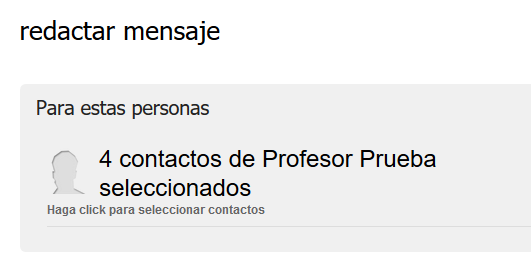 redactar mensaje
Para estas personas
4 contactos de Profesor Prueba
seleccionados
Haga click para seleccionar contactos